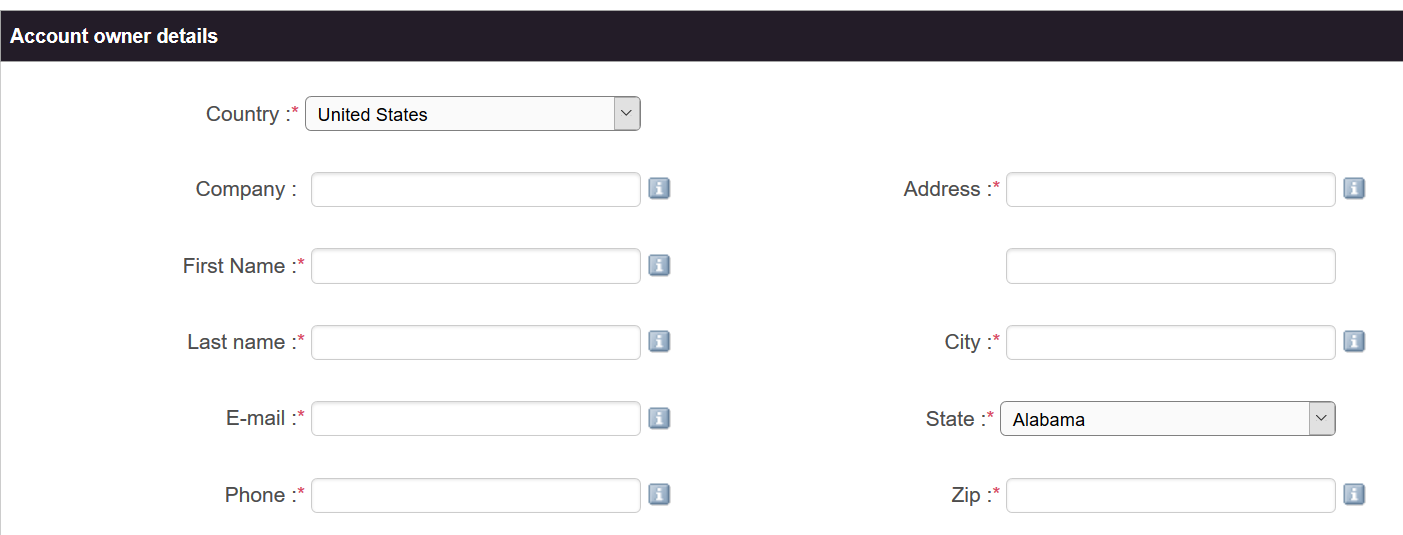 Account owner details
Country :* United States
Company :
Address :*
First Name :*
Last name :*
City :*
E-mail :*
State :* Alabama
Phone :*
Zip :*